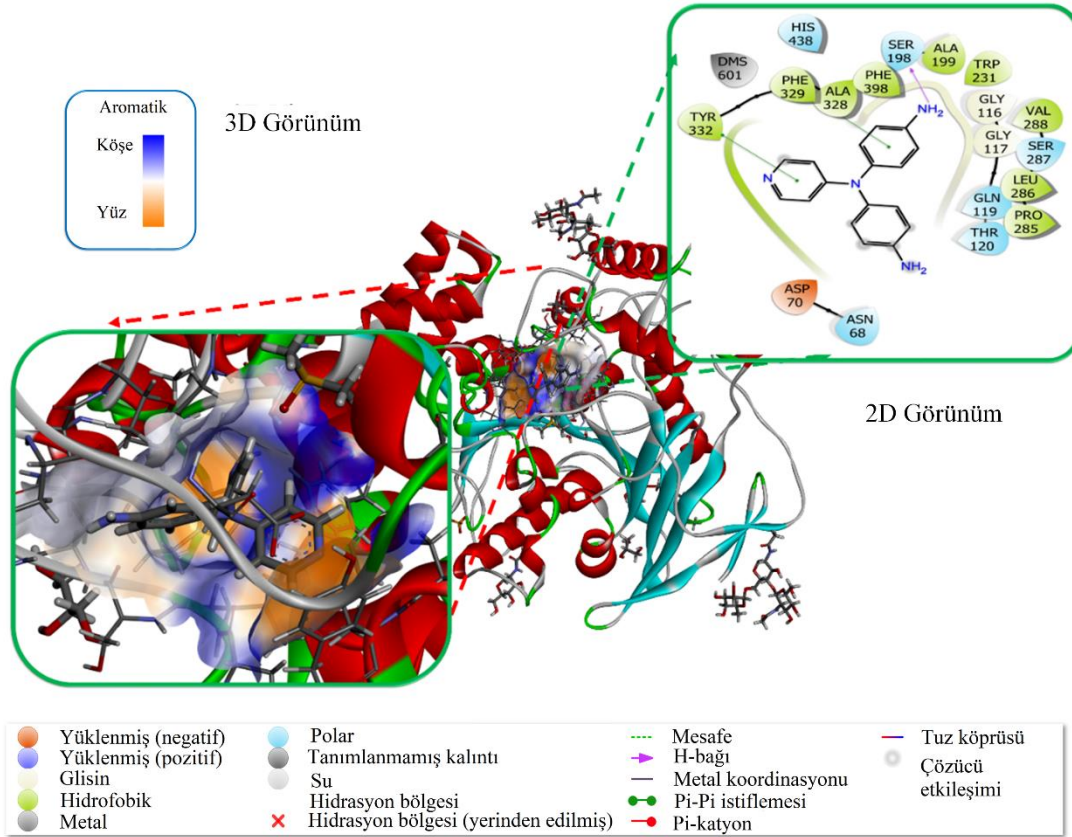 Aromatik
Köşe
Yüz
3D Görünüm
HIS
438
SER
198
ALA
199
TRP
231
DMS
601
PHE
329
ALA
328
PHE
398
TYR
332
GLY
116
GLY
117
VAL
288
SER
287
LEU
286
GLN
119
PRO
285
THR
120
NH2
N
N
NH2
ASP
70
ASN
68
2D Görünüm
Yüklenmiş (negatif)
Yüklenmiş (pozitif)
Glisin
Hidrofobik
Metal
Polar
Tanımlanmamış kalıntı
Su
Hidrasyon bölgesi
Hidrasyon bölgesi (yerinden edilmiş)
Mesafe
H-bağı
Metal koordinasyonu
Pi-Pi istiflemesi
Pi-katyon
Tuz köprüsü
Çözücü
etkileşimi